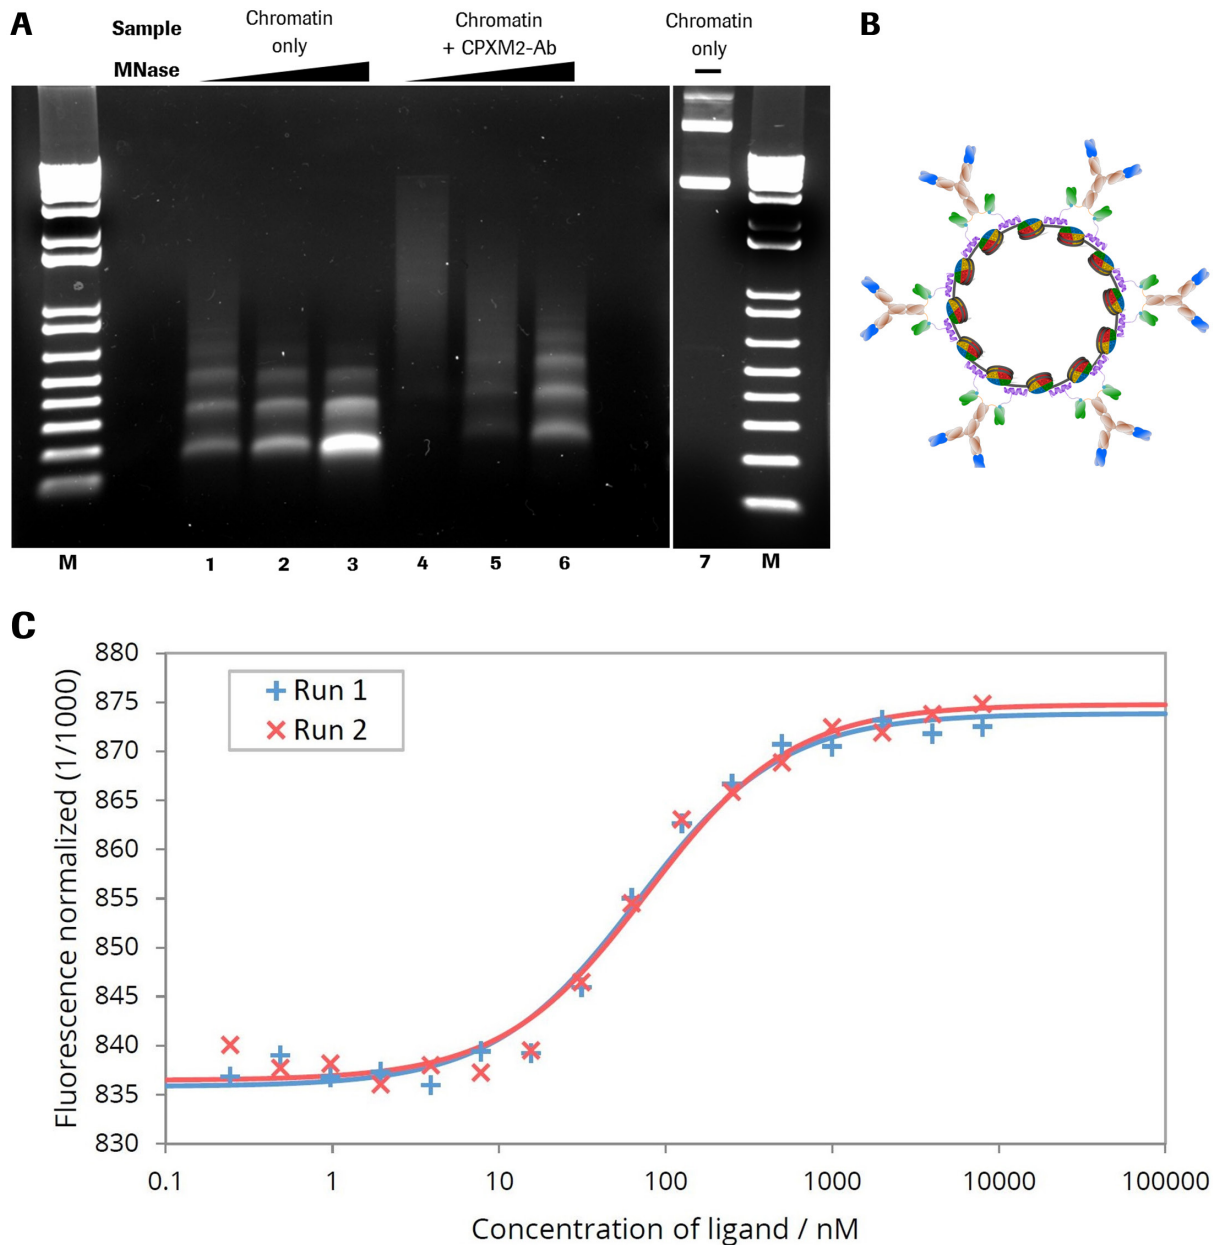 A
Sample
Chromatin
only
Chromatin
+ CPXM2-Ab
Chromatin
only
MNase
M
1
2
3
4
5
6
7
M
B
C
Fluorescence normalized (1/1000)
880
875
870
865
860
855
850
845
840
835
830
Run 1
Run 2
0.1
1
10
100
1000
10000
100000
Concentration of ligand / nM